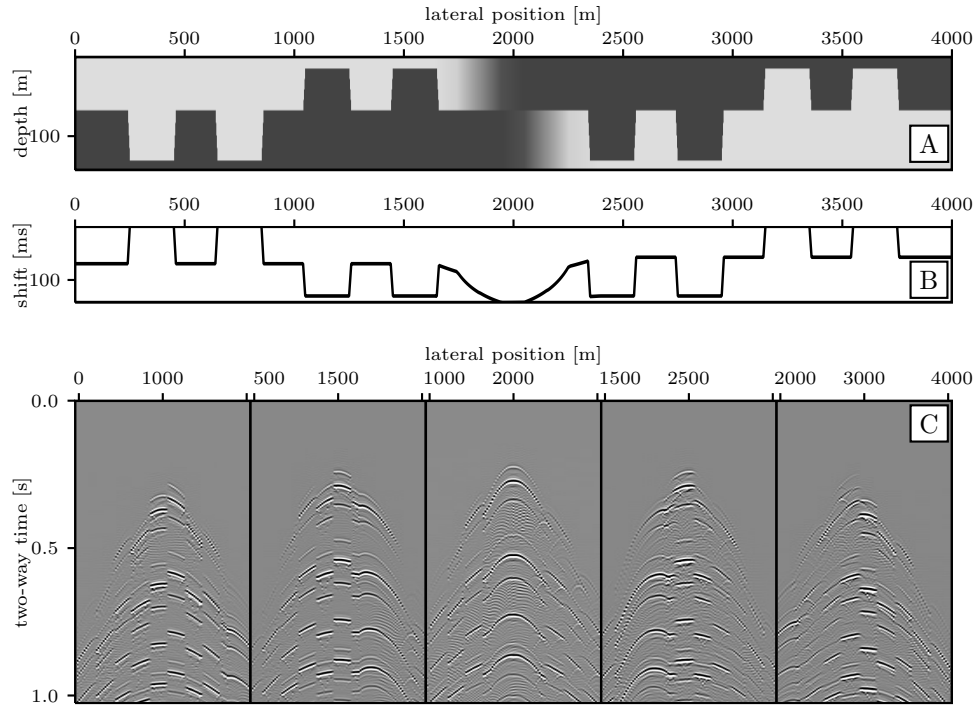 lateral position [m]
0 500 1000 1500 2000 2500 3000 3500 4000
depth [m]
100
A
0 500 1000 1500 2000 2500 3000 3500 4000
shift [ms]
100
B
lateral position [m]
0 1000 500 1500 1000 2000 1500 2500 2000 3000 4000
two-way time [s]
0.0
C
0.5
1.0